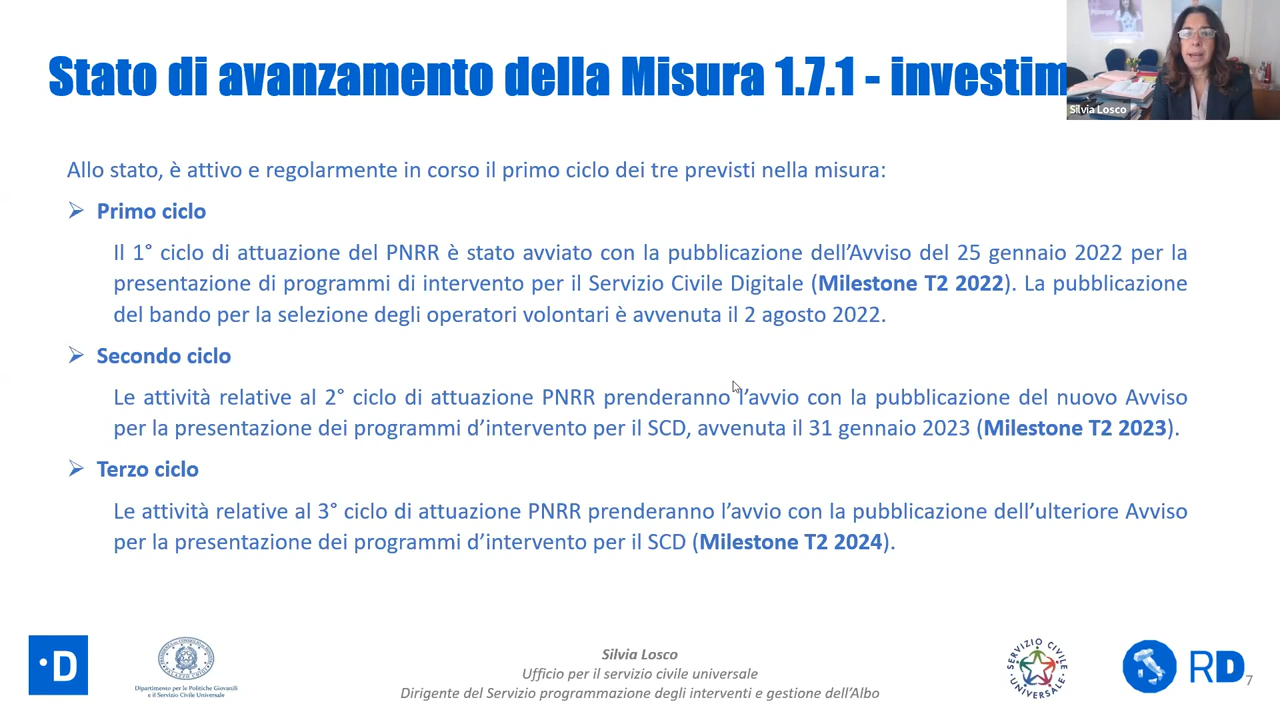 Stato di avanzamento della Misura 1.7.1 - investim
Silvia Losco
Allo stato, è attivo e regolarmente in corso il primo ciclo dei tre previsti nella misura:
Primo ciclo
Il 1° ciclo di attuazione del PNRR è stato avviato con la pubblicazione dell’Avviso del 25 gennaio 2022 per la
presentazione di programmi di intervento per il Servizio Civile Digitale (Milestone T2 2022). La pubblicazione
del bando per la selezione degli operatori volontari è avvenuta il 2 agosto 2022.
Secondo ciclo
Le attività relative al 2° ciclo di attuazione PNRR prenderanno l’avvio con la pubblicazione del nuovo Avviso
per la presentazione dei programmi d’intervento per il SCD, avvenuta il 31 gennaio 2023 (Milestone T2 2023).
Terzo ciclo
Le attività relative al 3° ciclo di attuazione PNRR prenderanno l’avvio con la pubblicazione dell’ulteriore Avviso
per la presentazione dei programmi d’intervento per il SCD (Milestone T2 2024).
D
Dipartimento per le Politiche Giovanili
e il Servizio Civile Universale
Silvia Losco
Ufficio per il servizio civile universale
Dirigente del Servizio programmazione degli interventi e gestione dell’Albo
SERVIZIO CIVILE
UNIVERSALE
RD
7